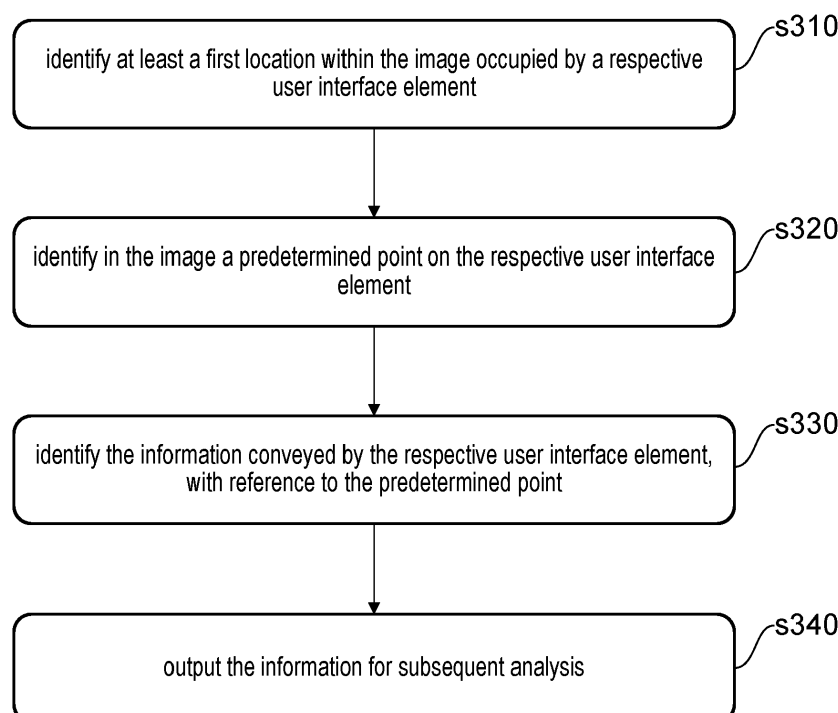 s310
identify at least a first location within the image occupied by a respective
user interface element
s320
identify in the image a predetermined point on the respective user interface
element
s330
identify the information conveyed by the respective user interface element,
with reference to the predetermined point
s340
output the information for subsequent analysis